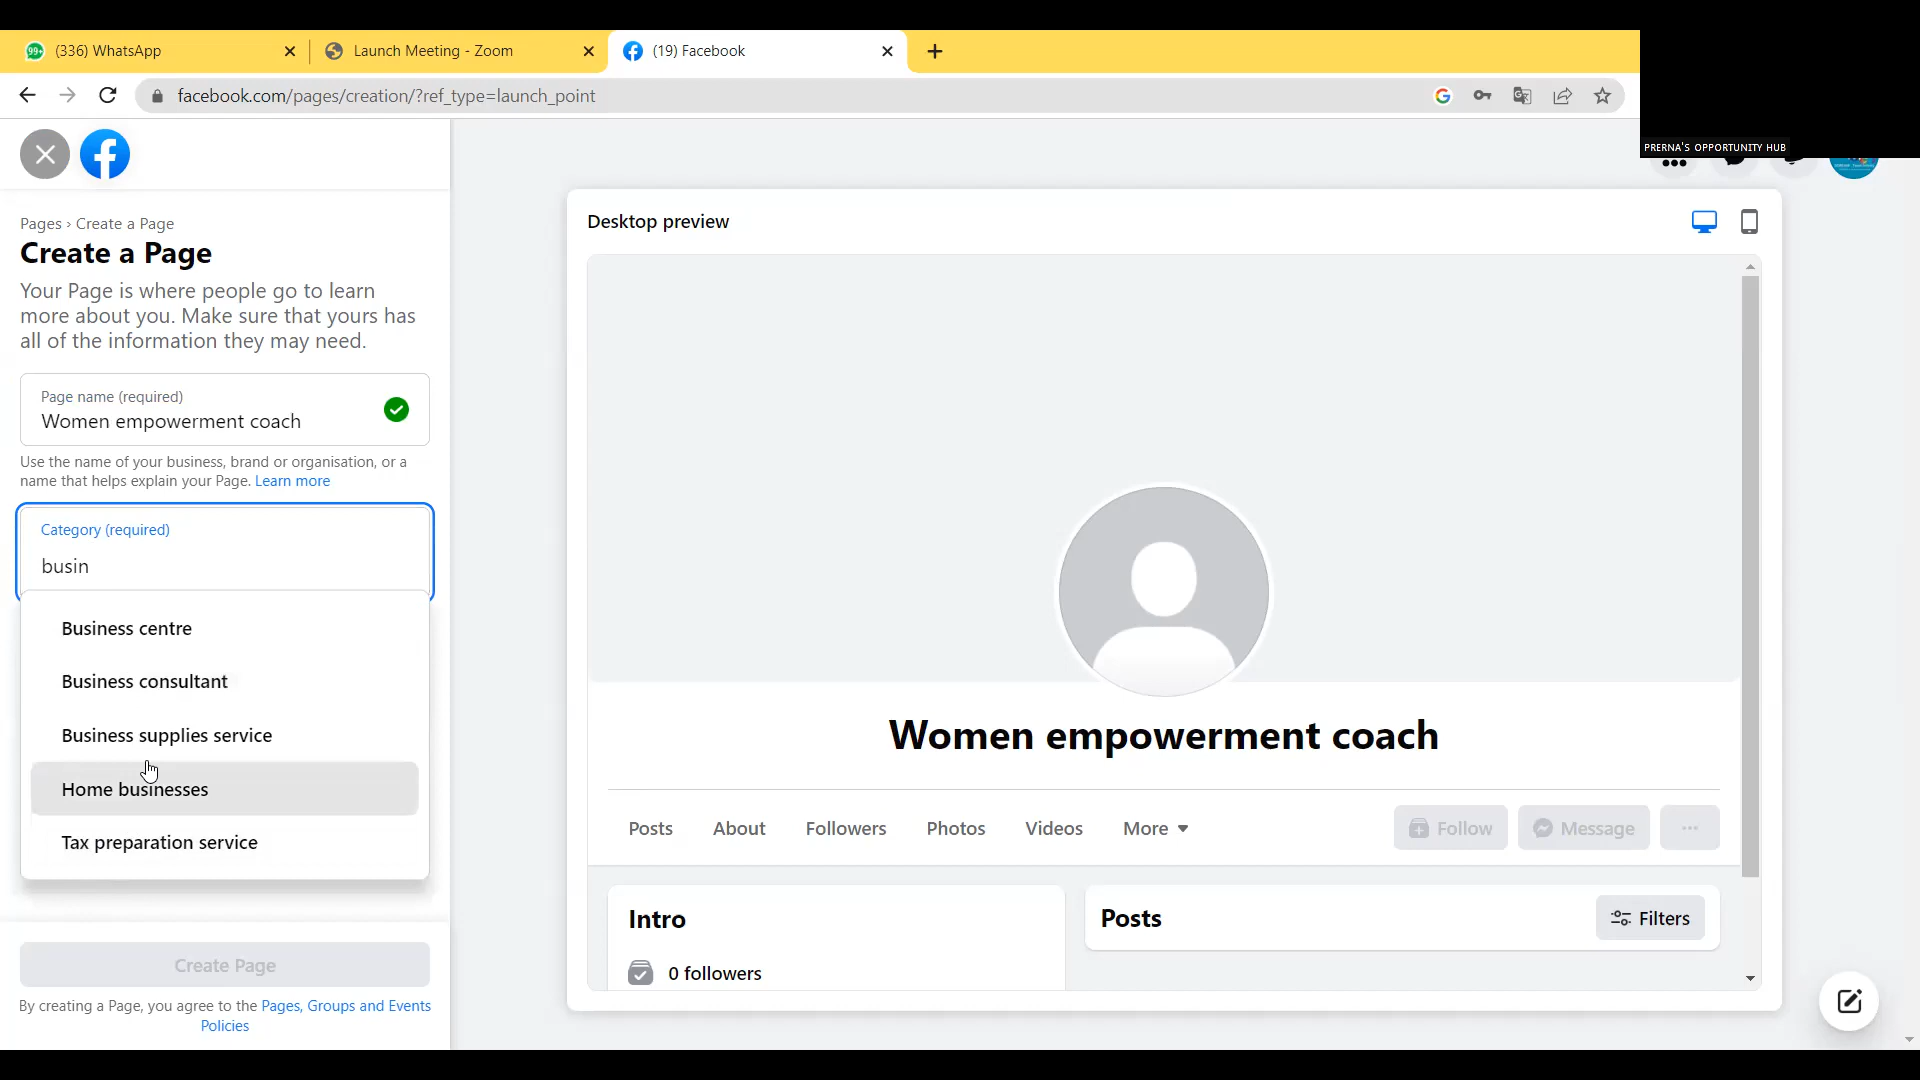 99+
(336) WhatsApp
Launch Meeting - Zoom
(19) Facebook
facebook.com/pages/creation/?ref_type=launch_point
PRERNA'S OPPORTUNITY HUB
Pages › Create a Page
Create a Page
Your Page is where people go to learn
more about you. Make sure that yours has
all of the information they may need.
Page name (required)
Women empowerment coach
Use the name of your business, brand or organisation, or a
name that helps explain your Page. Learn more
Category (required)
busin
Business centre
Business consultant
Business supplies service
Home businesses
Tax preparation service
Create Page
By creating a Page, you agree to the Pages, Groups and Events
Policies
Desktop preview
Women empowerment coach
Posts About Followers Photos Videos More Follow Message
Intro
0 followers
Posts
Filters